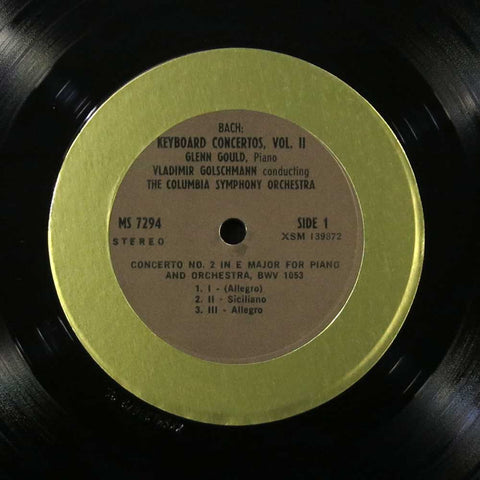 BACH:
KEYBOARD CONCERTOS, VOL. II
GLENN GOULD, Piano
VLADIMIR GOLSCHMANN conducting
THE COLUMBIA SYMPHONY ORCHESTRA
MS 7294 SIDE 1
STEREO XSM 139872
CONCERTO NO. 2 IN E MAJOR FOR PIANO
AND ORCHESTRA, BWV 1053
1. I - (Allegro)
2. II - Siciliano
3. III - Allegro